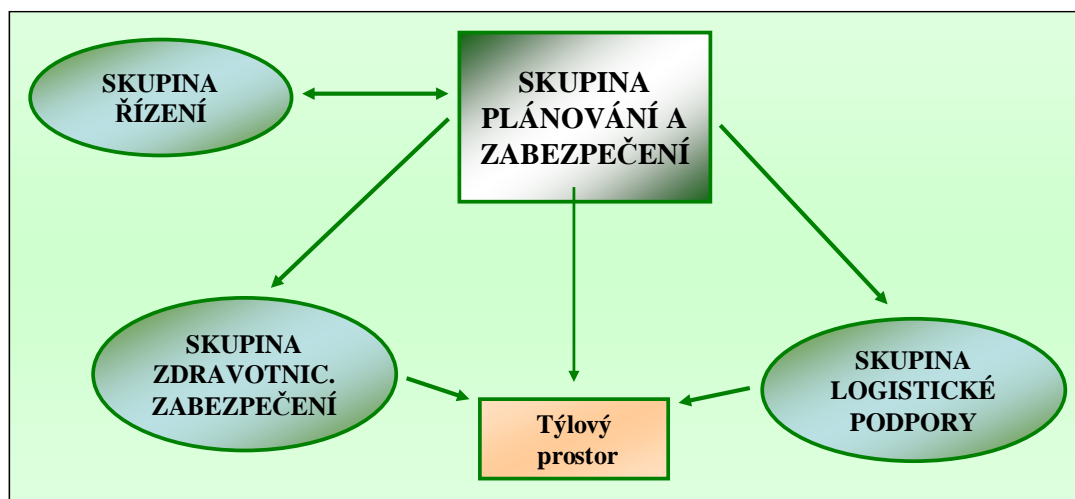 SKUPINA
ŘÍZENÍ
SKUPINA
PLÁNOVÁNÍ A
ZABEZPEČENÍ
SKUPINA
ZDRAVOTNIC.
ZABEZPEČENÍ
Týlový
prostor
SKUPINA
LOGISTICKÉ
PODPORY